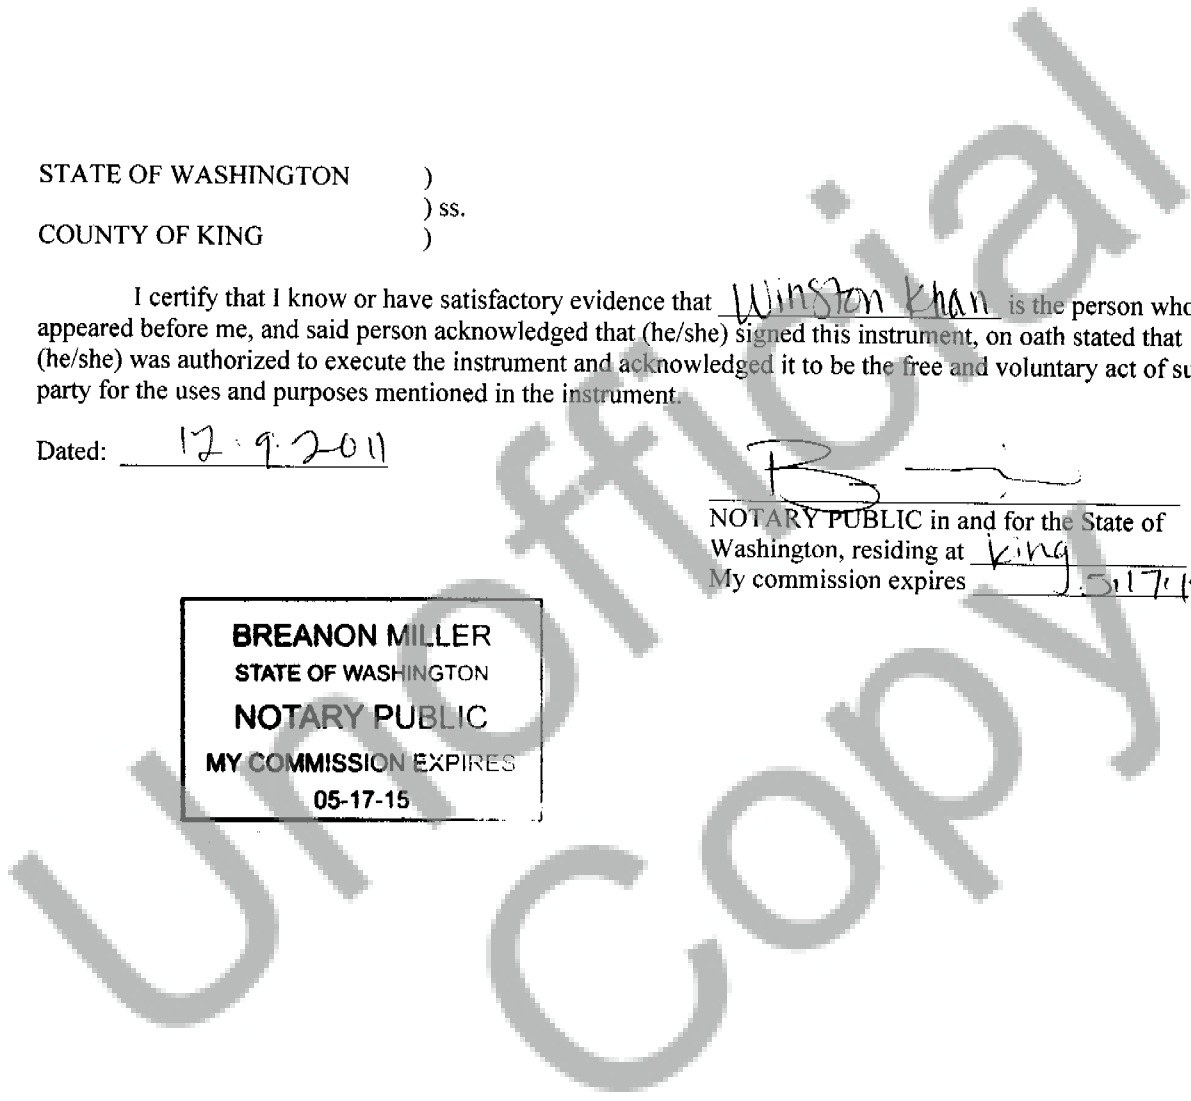 STATE OF WASHINGTON )
) ss.
COUNTY OF KING )
I certify that I know or have satisfactory evidence that Winston Khan is the person who
appeared before me, and said person acknowledged that (he/she) signed this instrument, on oath stated that
(he/she) was authorized to execute the instrument and acknowledged it to be the free and voluntary act of su
party for the uses and purposes mentioned in the instrument.
Dated: 12.9.2011
NOTARY PUBLIC in and for the State of
Washington, residing at King
My commission expires 5.17.1
BREANON MILLER
STATE OF WASHINGTON
NOTARY PUBLIC
MY COMMISSION EXPIRES
05-17-15
Unofficial
Copy